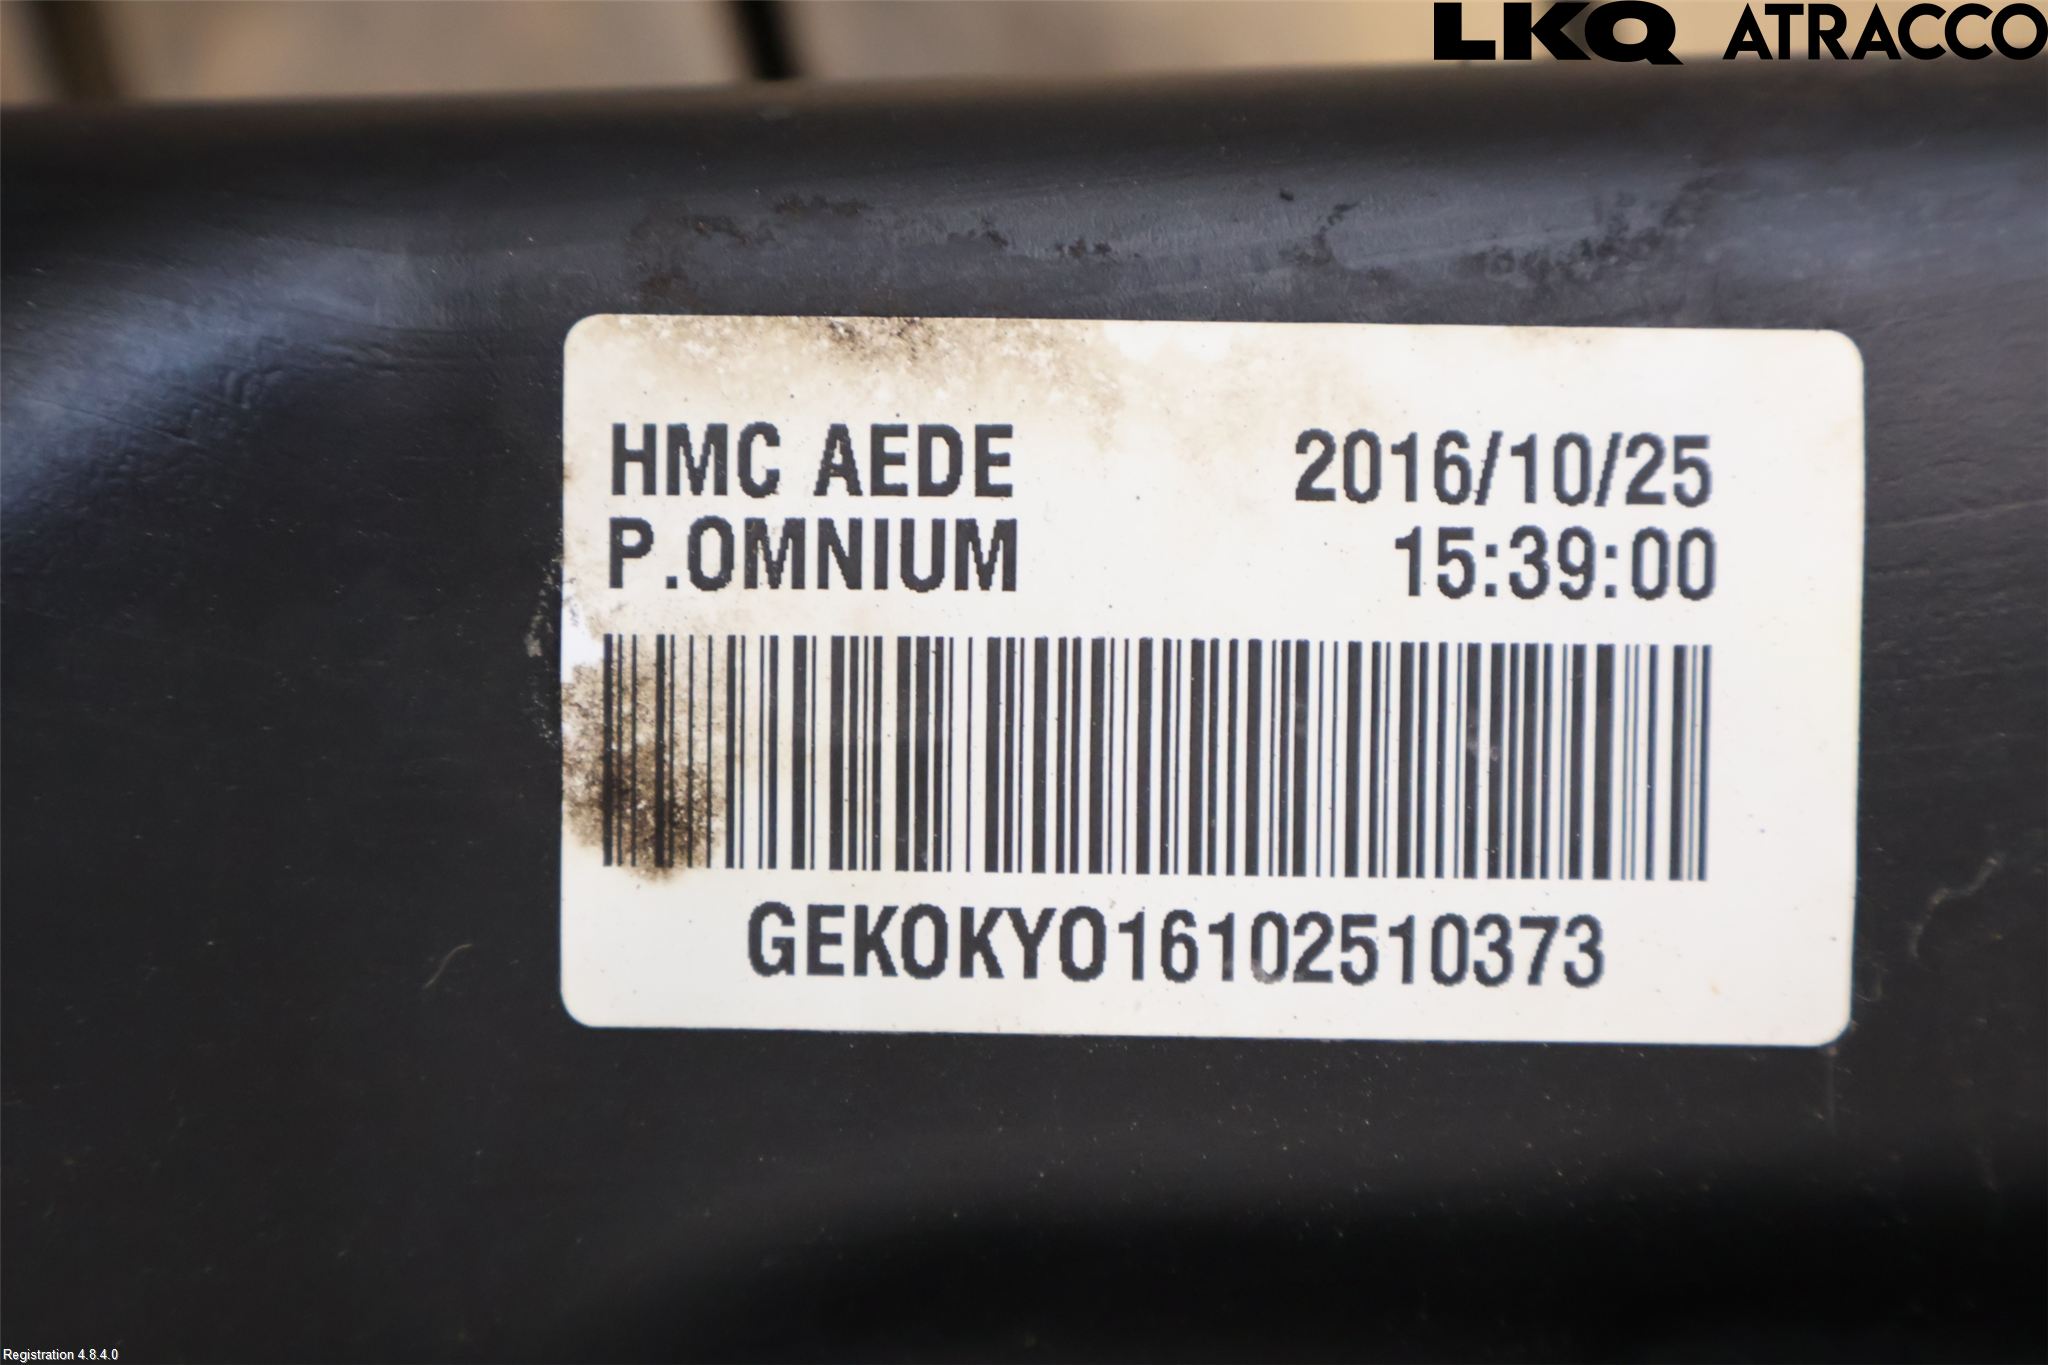 LKQ ATRACCO
HMC AEDE 2016/10/25
P.OMNIUM 15:39:00
GEKOKYO16102510373
Registration 4.8.4.0